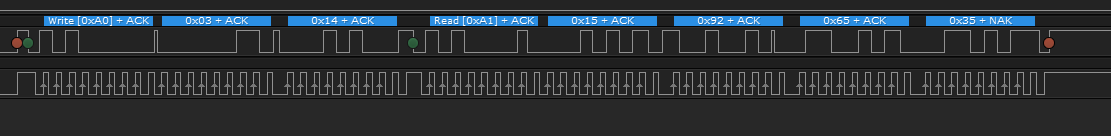 Write [0xA0] + ACK 0x03 + ACK 0x14 + ACK Read [0xA1] + ACK 0x15 + ACK 0x92 + ACK 0x65 + ACK 0x35 + NAK